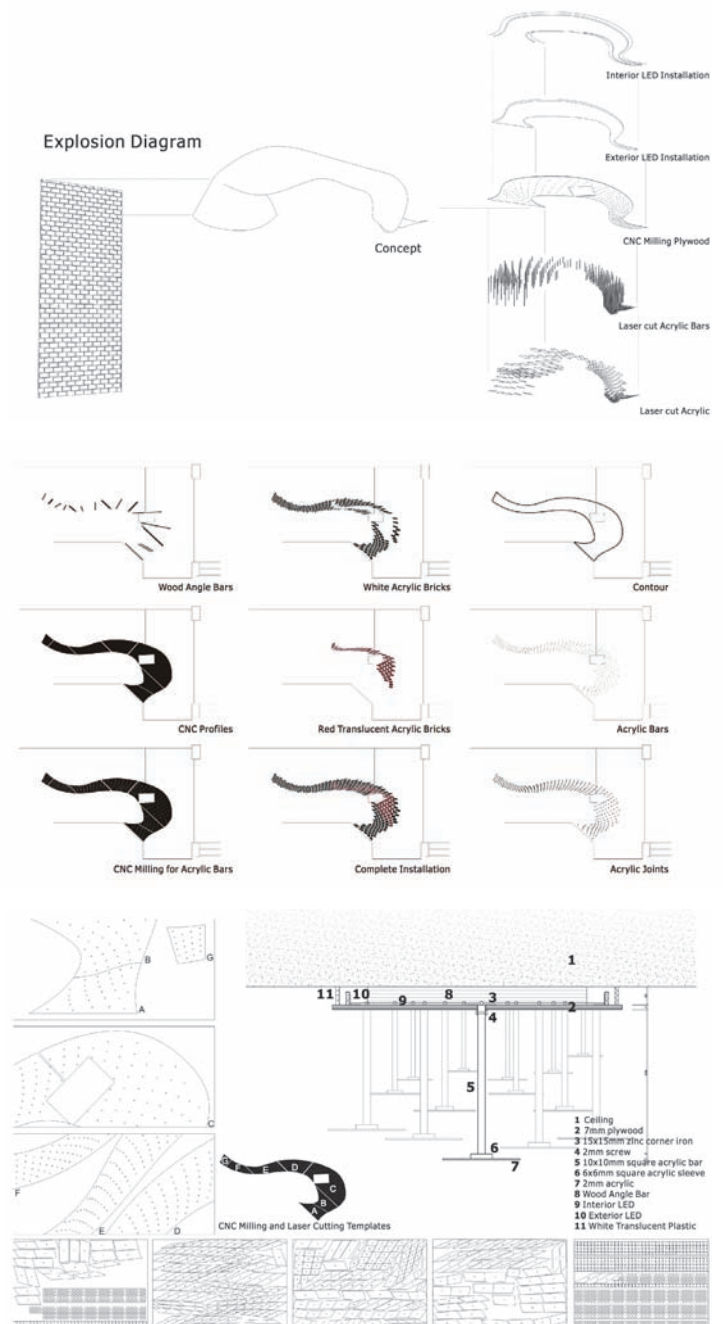 Interior LED Installation
Explosion Diagram
Exterior LED Installation
Concept
CNC Milling Plywood
Laser cut Acrylic Bars
Laser cut Acrylic
Wood Angle Bars
White Acrylic Bricks
Contour
CNC Profiles
Red Translucent Acrylic Bricks
Acrylic Bars
CNC Milling for Acrylic Bars
Complete Installation
Acrylic Joints
B
G
A
C
F
E
D
G
F
E
D
C
B
A
CNC Milling and Laser Cutting Templates
1
11
10
9
8
3
2
4
5
6
7
1 Ceiling
2 7mm plywood
3 15x15mm zinc corner iron
4 2mm screw
5 10x10mm square acrylic bar
6 6x6mm square acrylic sleeve
7 2mm acrylic
8 Wood Angle Bar
9 Interior LED
10 Exterior LED
11 White Translucent Plastic